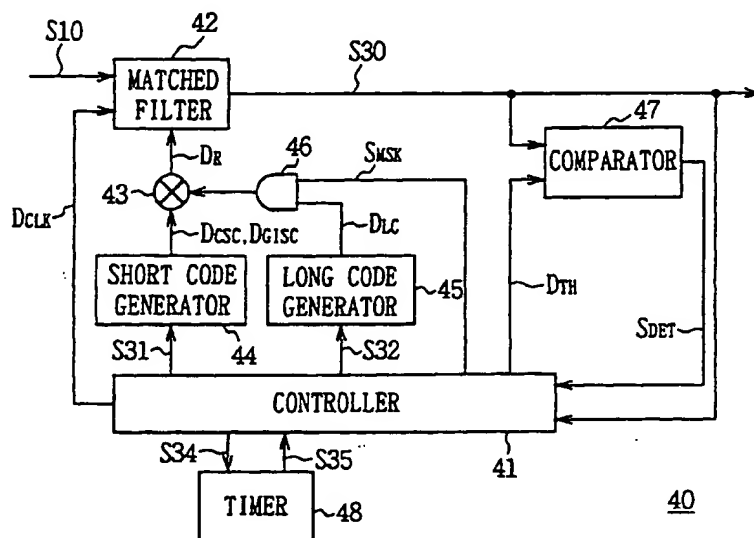 S10
42
MATCHED
FILTER
S30
47
COMPARATOR
DR
46
SMSK
43
DCLK
DCSC, DGISC
DLC
SHORT CODE
GENERATOR
LONG CODE
GENERATOR
45
DTH
SDET
S31
44
S32
CONTROLLER
41
S34
S35
TIMER
48
40